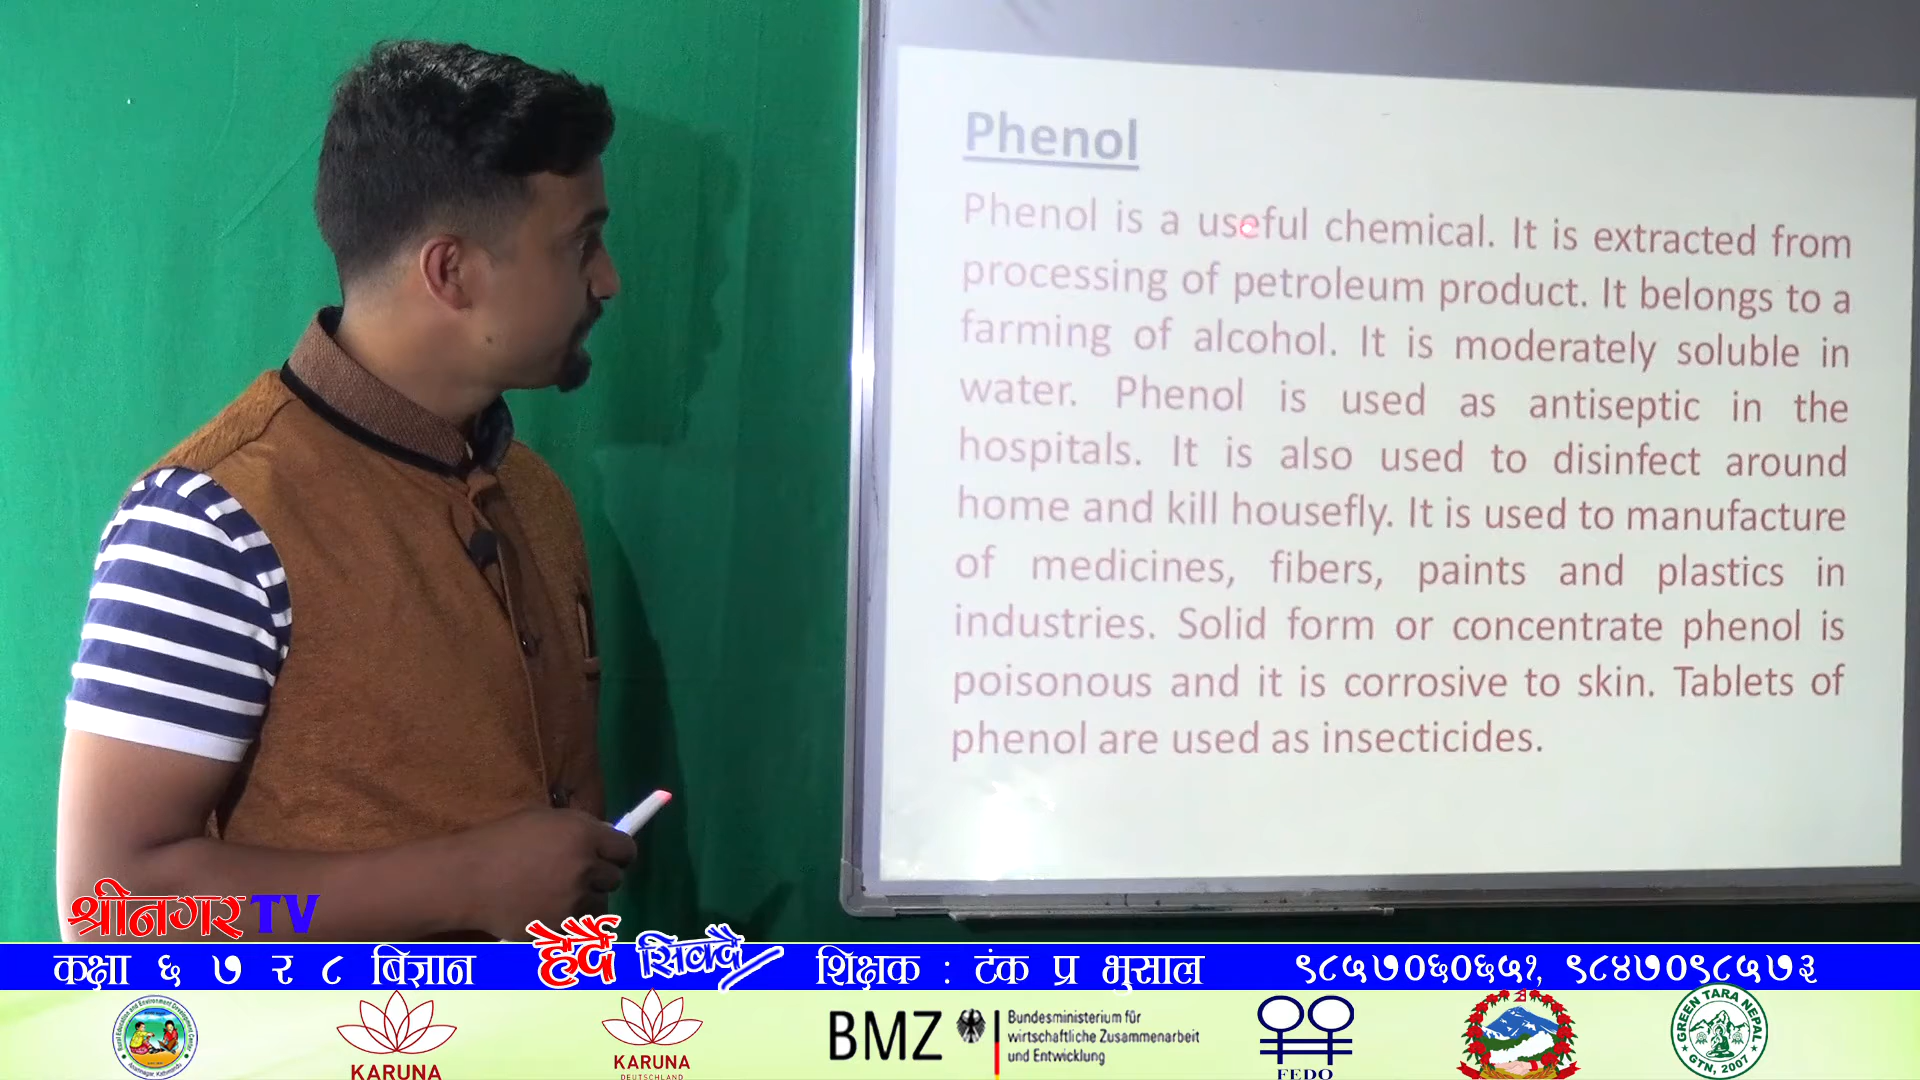 Phenol
Phenol is a useful chemical. It is extracted from
processing of petroleum product. It belongs to a
farming of alcohol. It is moderately soluble in
water. Phenol is used as antiseptic in the
hospitals. It is also used to disinfect around
home and kill housefly. It is used to manufacture
of medicines, fibers, paints and plastics in
industries. Solid form or concentrate phenol is
poisonous and it is corrosive to skin. Tablets of
phenol are used as insecticides.
श्रीनगर TV
कक्षा ६ ७ र ८ बिज्ञान
हेर्दै सिक्दै
शिक्षक : टंक प्र भुसाल
९८५७०६०६५१, ९८४७०९८५७३
KARUNA
KARUNA
DEUTSCHLAND
BMZ
Bundesministerium für
wirtschaftliche Zusammenarbeit
und Entwicklung
FEDO
GREEN TARA NEPAL
GTN, 2007